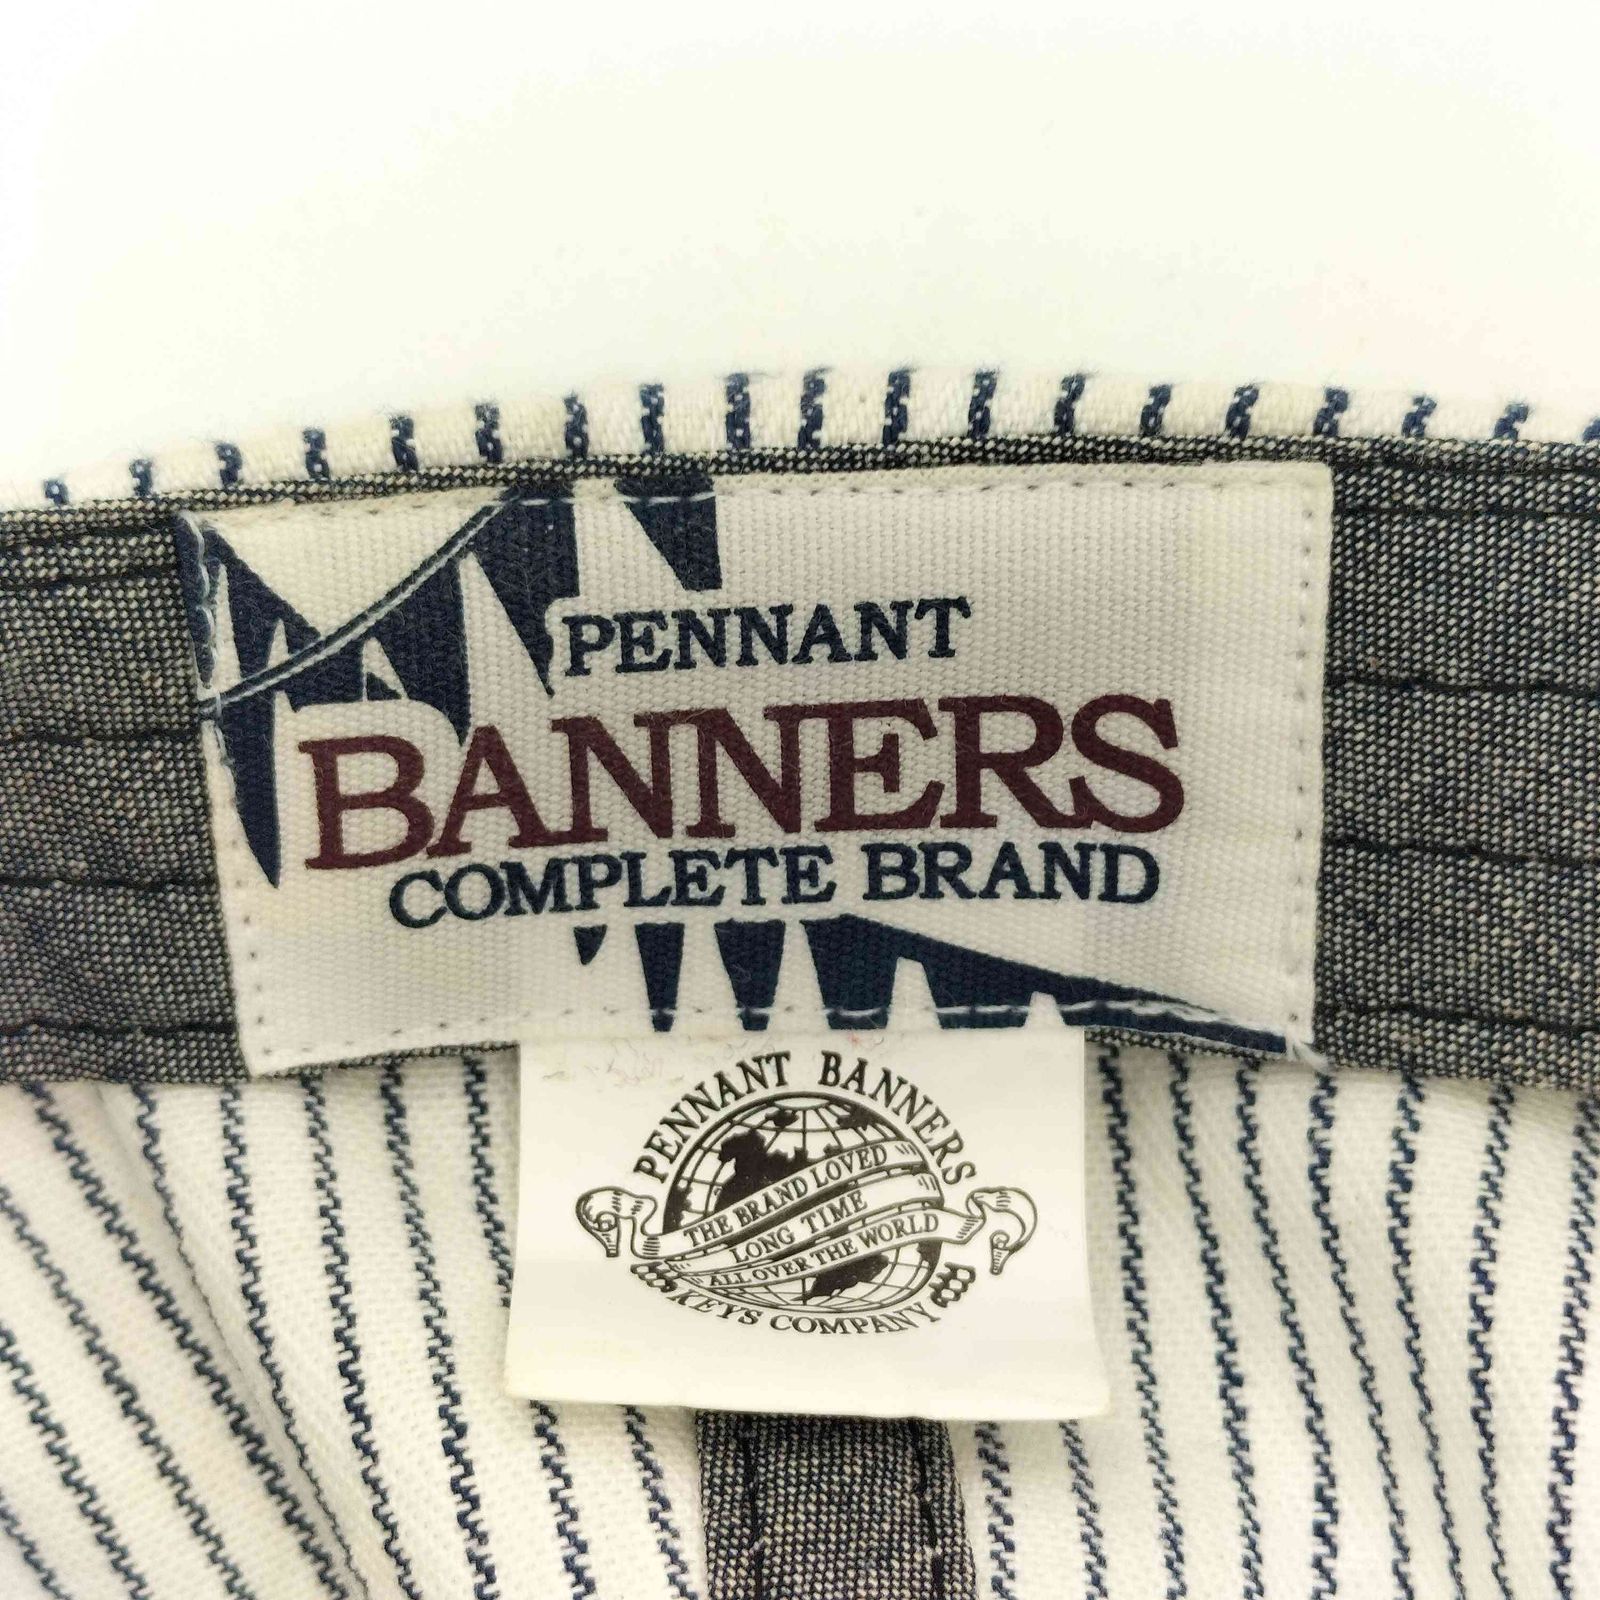 PENNANT
BANNERS
COMPLETE BRAND
PENNANT BANNERS
THE BRAND LOVED
LONG TIME
ALL OVER THE WORLD
KEYS COMPANY